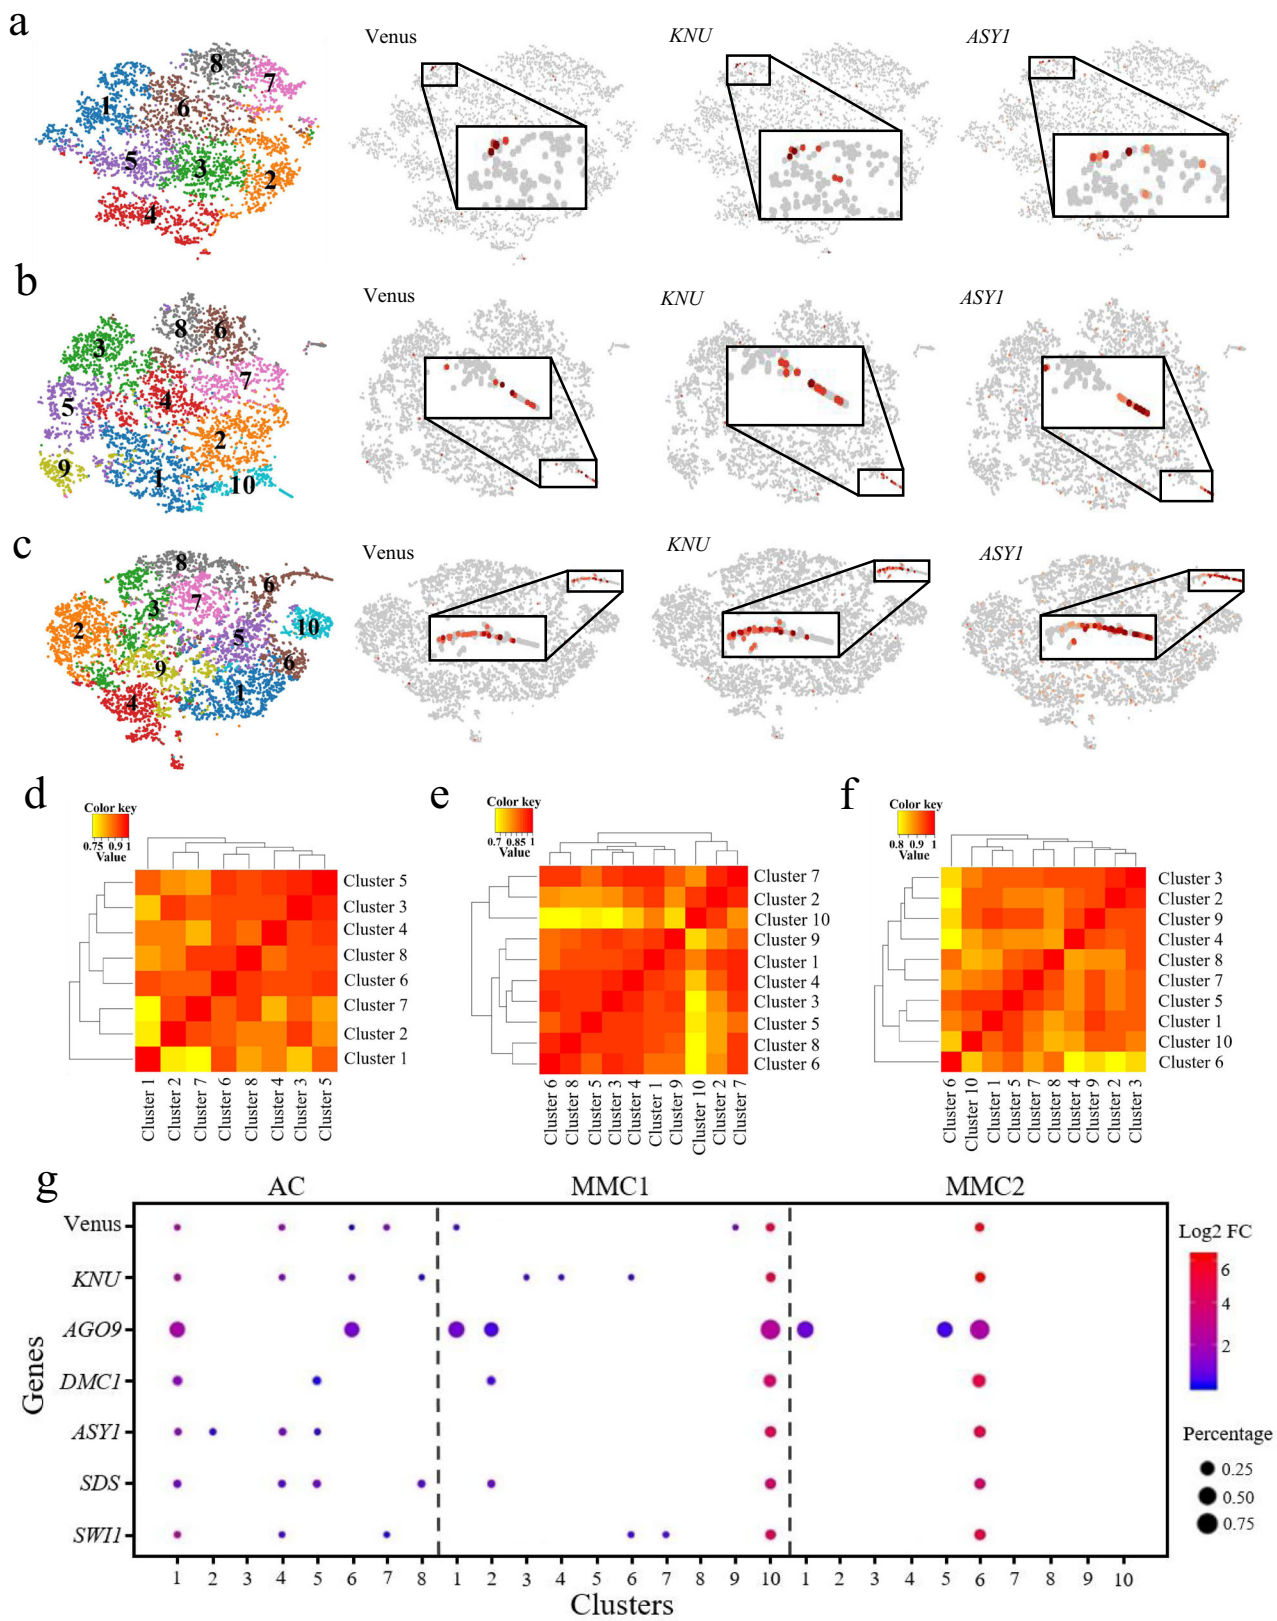 a
Venus
KNU
ASY1
8
7
1
6
5
3
2
4
b
Venus
KNU
ASY1
8
6
3
7
4
5
2
9
1
10
c
Venus
KNU
ASY1
8
6
3
7
2
10
5
9
6
1
4
d
Color key
0.75 0.9 1
Value
Cluster 5
Cluster 3
Cluster 4
Cluster 8
Cluster 6
Cluster 7
Cluster 2
Cluster 1
Cluster 1
Cluster 2
Cluster 7
Cluster 6
Cluster 8
Cluster 4
Cluster 3
Cluster 5
e
Color key
0.7 0.85 1
Value
Cluster 7
Cluster 2
Cluster 10
Cluster 9
Cluster 1
Cluster 4
Cluster 3
Cluster 5
Cluster 8
Cluster 6
Cluster 6
Cluster 8
Cluster 5
Cluster 3
Cluster 4
Cluster 1
Cluster 9
Cluster 10
Cluster 2
Cluster 7
f
Color key
0.8 0.9 1
Value
Cluster 3
Cluster 2
Cluster 9
Cluster 4
Cluster 8
Cluster 7
Cluster 5
Cluster 1
Cluster 10
Cluster 6
Cluster 6
Cluster 10
Cluster 1
Cluster 5
Cluster 7
Cluster 8
Cluster 4
Cluster 9
Cluster 2
Cluster 3
g
AC MMC1 MMC2
Genes
Venus
KNU
AGO9
DMC1
ASY1
SDS
SWI1
1 2 3 4 5 6 7 8 1 2 3 4 5 6 7 8 9 10 1 2 3 4 5 6 7 8 9 10
Clusters
Log2 FC
6
4
2
Percentage
0.25
0.50
0.75